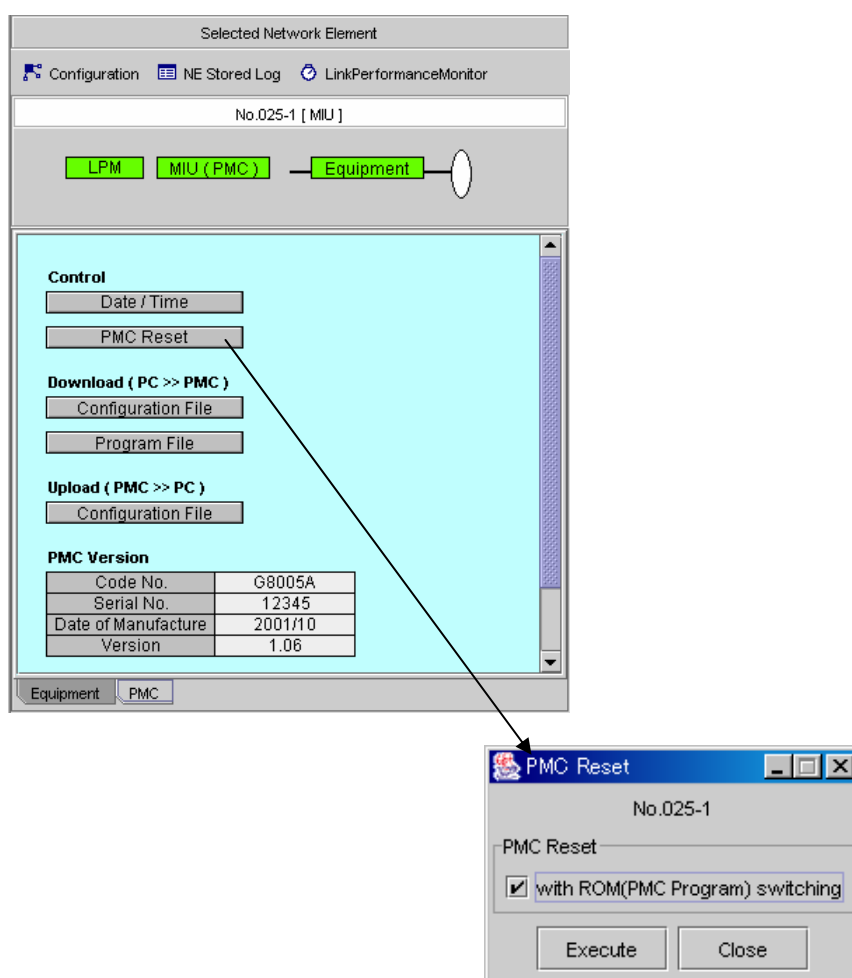 Selected Network Element
Configuration NE Stored Log LinkPerformanceMonitor
No.025-1 [ MIU ]
LPM MIU ( PMC ) Equipment
Control
Date / Time
PMC Reset
Download ( PC >> PMC )
Configuration File
Program File
Upload ( PMC >> PC )
Configuration File
PMC Version
Code No. G8005A
Serial No. 12345
Date of Manufacture 2001/10
Version 1.06
Equipment PMC
PMC Reset
No.025-1
PMC Reset
with ROM(PMC Program) switching
Execute Close